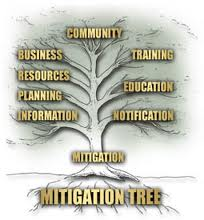 COMMUNITY
BUSINESS
TRAINING
RESOURCES
PLANNING
EDUCATION
INFORMATION
NOTIFICATION
MITIGATION
MITIGATION TREE